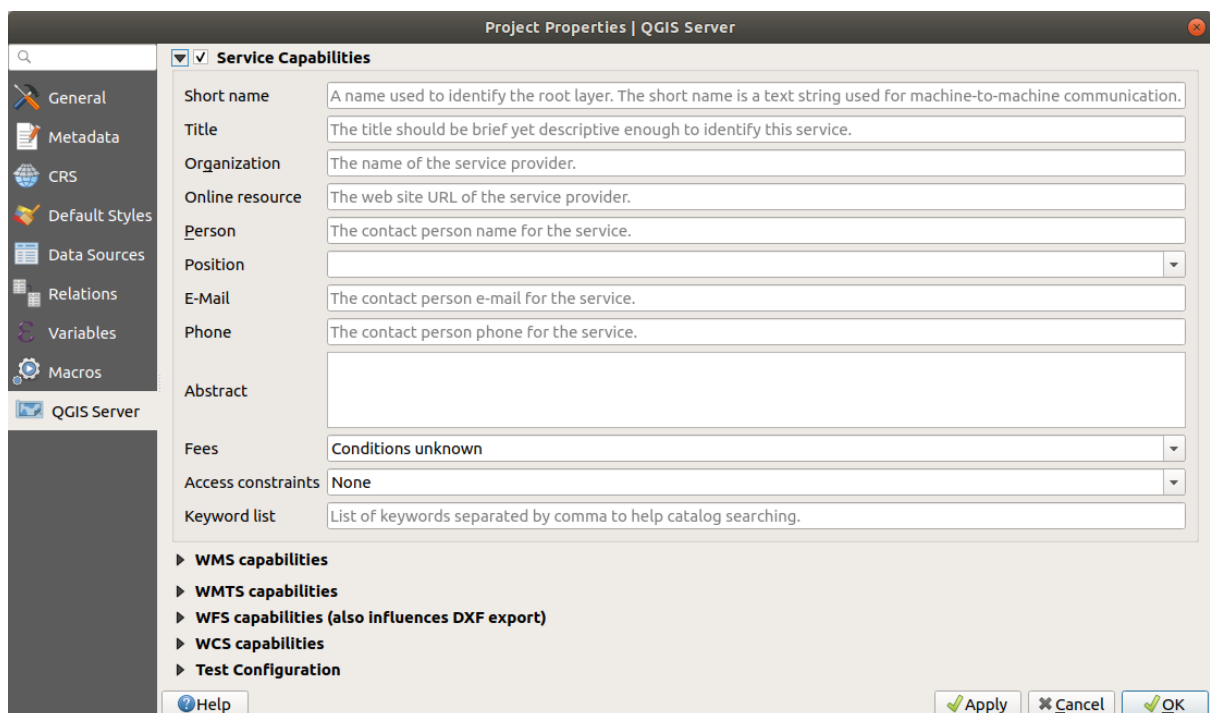 Project Properties | QGIS Server
General
Metadata
CRS
Default Styles
Data Sources
Relations
Variables
Macros
QGIS Server
Service Capabilities
Short name A name used to identify the root layer. The short name is a text string used for machine-to-machine communication.
Title The title should be brief yet descriptive enough to identify this service.
Organization The name of the service provider.
Online resource The web site URL of the service provider.
Person The contact person name for the service.
Position
E-Mail The contact person e-mail for the service.
Phone The contact person phone for the service.
Abstract
Fees Conditions unknown
Access constraints None
Keyword list List of keywords separated by comma to help catalog searching.
WMS capabilities
WMTS capabilities
WFS capabilities (also influences DXF export)
WCS capabilities
Test Configuration
Help Apply Cancel OK